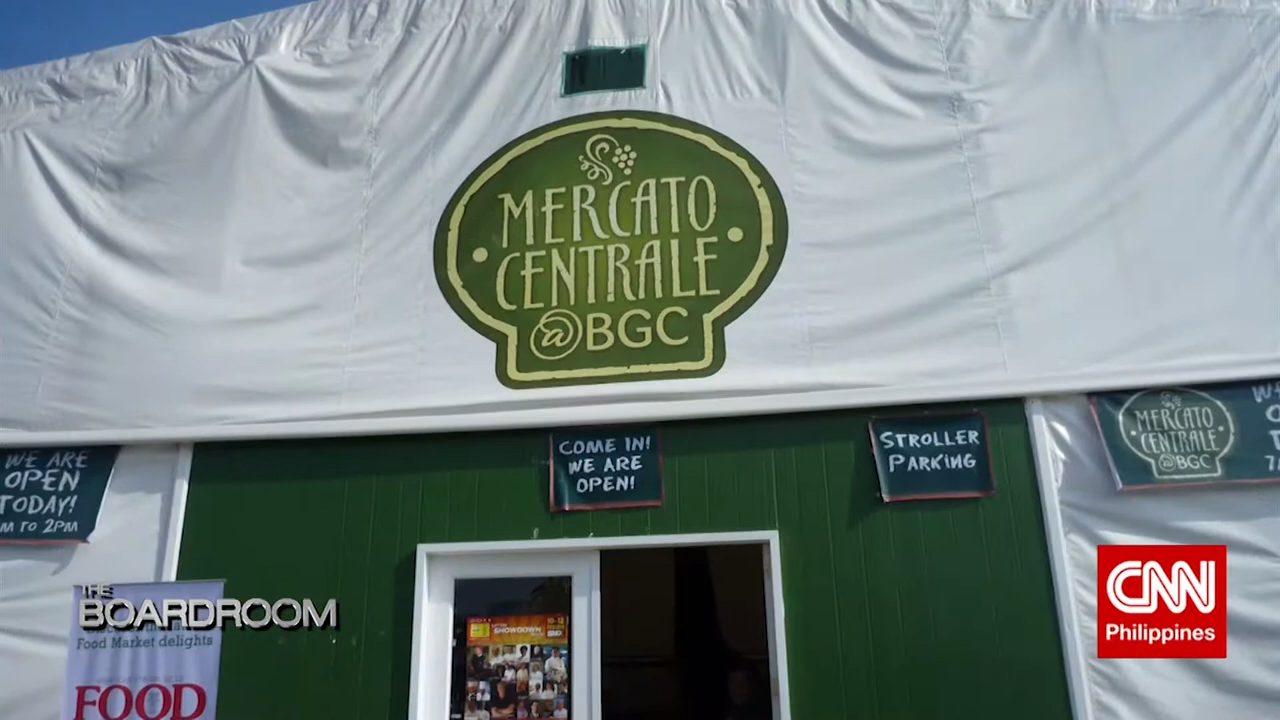 MERCATO
CENTRALE
@BGC
WE ARE
OPEN
TODAY!
M TO 2PM
COME IN!
WE ARE
OPEN!
STROLLER
PARKING
MERCATO
CENTRALE
@BGC
THE
BOARDROOM
Food Market delights
FOOD
SHOWDOWN
CNN
Philippines